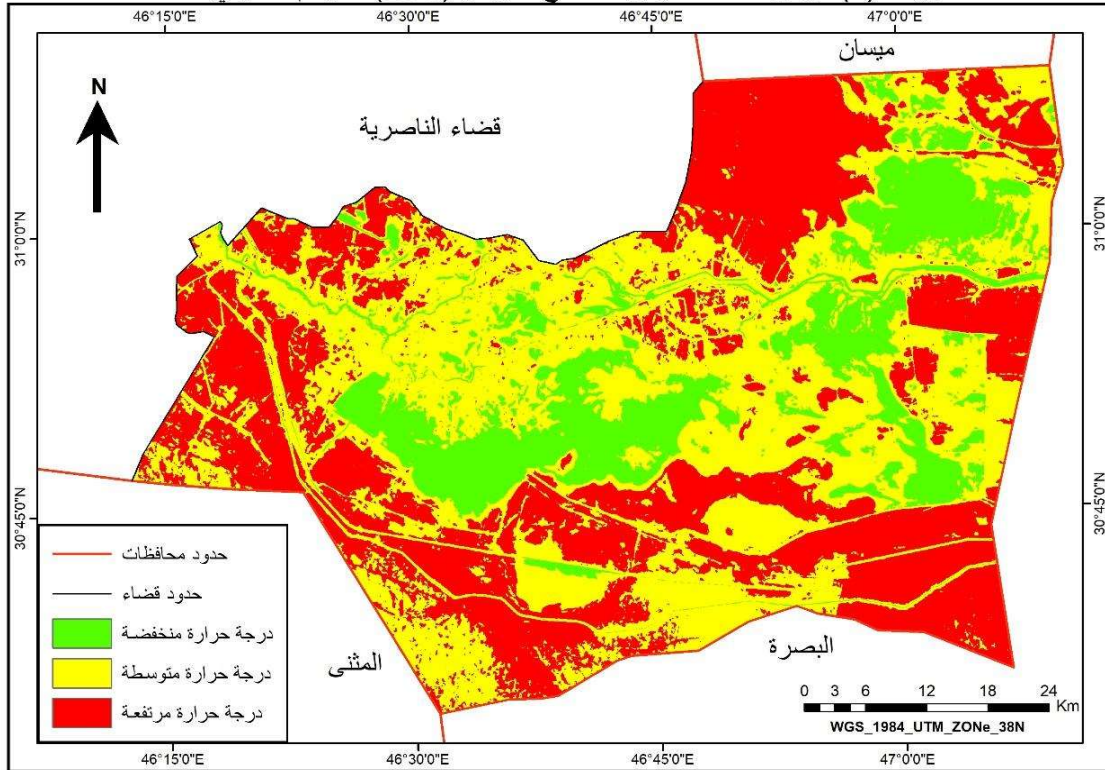 46°15'0"E 46°30'0"E 46°45'0"E 47°0'0"E
ميسان
N
قضاء الناصرية
31°0'0"N 31°0'0"N
30°45'0"N 30°45'0"N
حدود محافظات
حدود قضاء
درجة حرارة منخفضة
درجة حرارة متوسطة
درجة حرارة مرتفعة
المثنى
البصرة
0 3 6 12 18 24 Km
WGS_1984_UTM_ZONe_38N
46°15'0"E 46°30'0"E 46°45'0"E 47°0'0"E